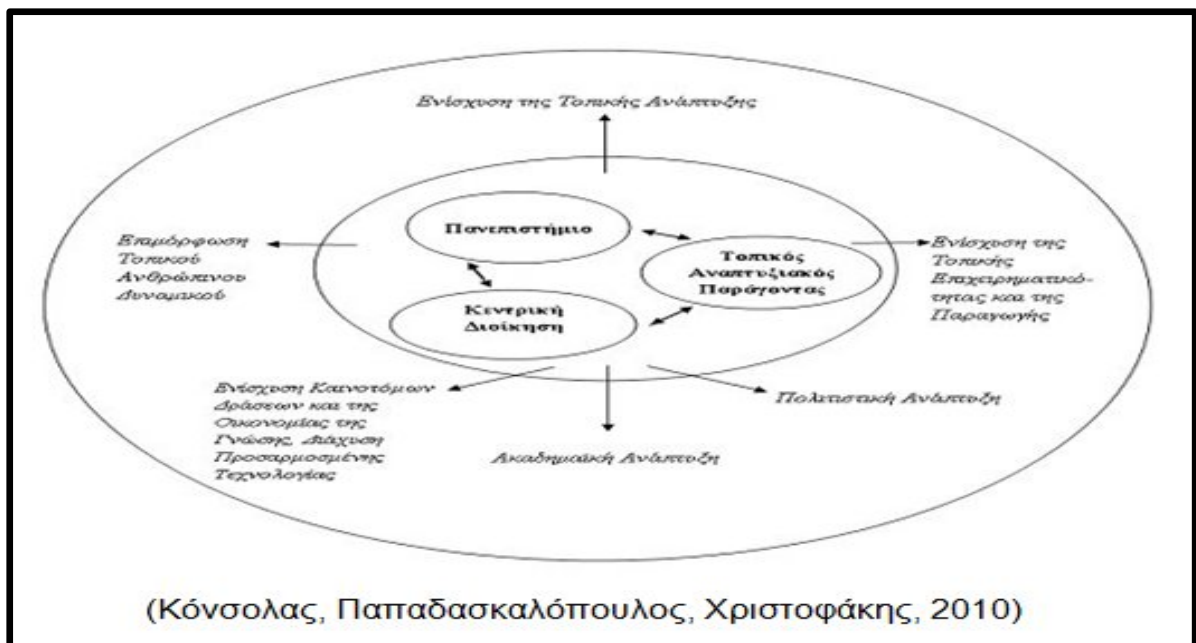 Ενίσχυση της Τοπικής Ανάπτυξης
Πανεπιστήμιο
Επιμόρφωση
Τοπικού
Ανθρώπινου
Δυναμικού
Τοπικός
Αναπτυξιακός
Παράγοντας
Ενίσχυση της
Τοπικής
Επιχειρηματικό-
τητας και της
Παραγωγής
Κεντρική
Διοίκηση
Ενίσχυση Καινοτόμων
Δράσεων και της
Οικονομίας της
Γνώσης, Διάχυση
Προσαρμοσμένης
Τεχνολογίας
Ακαδημαϊκή Ανάπτυξη
Πολιτιστική Ανάπτυξη
(Κόνσολας, Παπαδασκαλόπουλος, Χριστοφάκης, 2010)